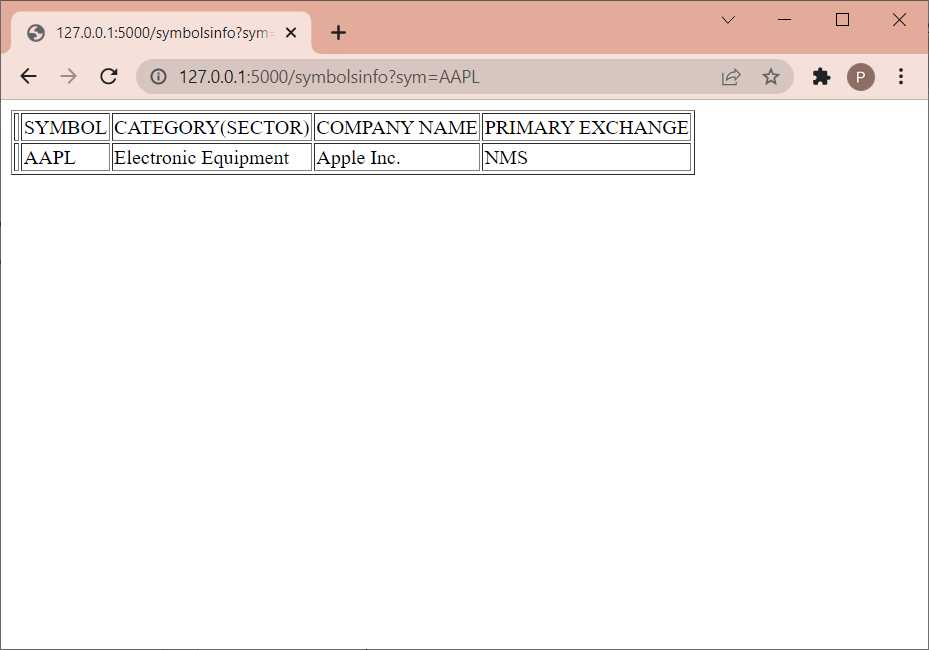 127.0.0.1:5000/symbolsinfo?sym=
127.0.0.1:5000/symbolsinfo?sym=AAPL
P
SYMBOL CATEGORY(SECTOR) COMPANY NAME PRIMARY EXCHANGE
AAPL Electronic Equipment Apple Inc. NMS